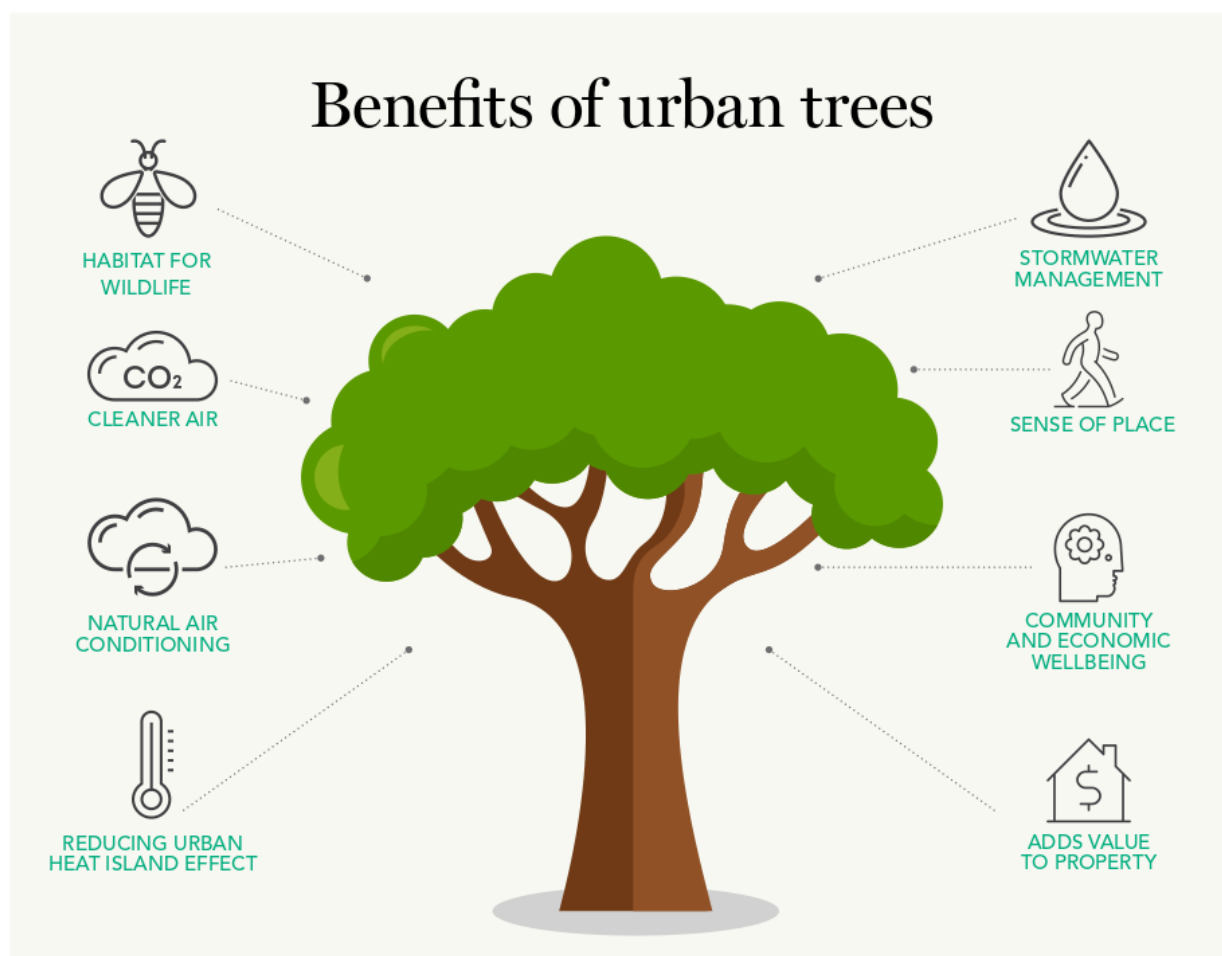 Benefits of urban trees
HABITAT FOR
WILDLIFE
CO₂
CLEANER AIR
NATURAL AIR
CONDITIONING
REDUCING URBAN
HEAT ISLAND EFFECT
STORMWATER
MANAGEMENT
SENSE OF PLACE
COMMUNITY
AND ECONOMIC
WELLBEING
$
ADDS VALUE
TO PROPERTY